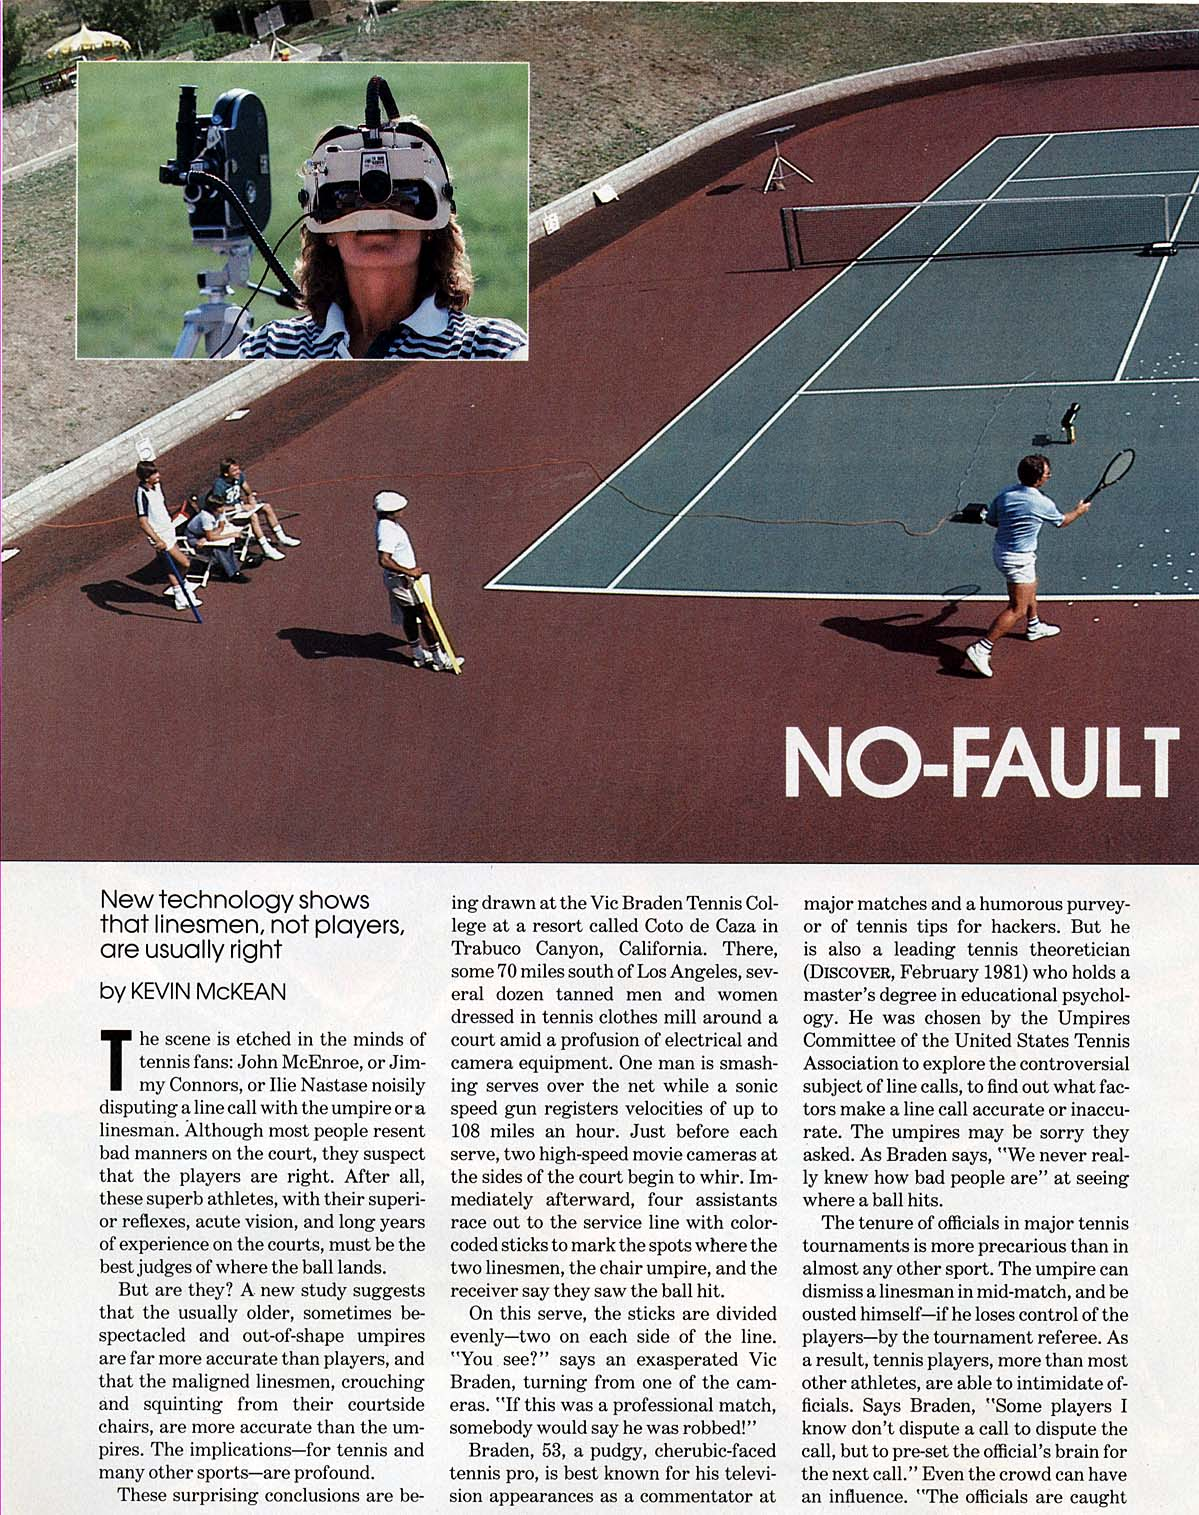 NO-FAULT
New technology shows
that linesmen, not players,
are usually right
by KEVIN McKEAN
The scene is etched in the minds of
tennis fans: John McEnroe, or Jim-
my Connors, or Ilie Nastase noisily
disputing a line call with the umpire or a
linesman. Although most people resent
bad manners on the court, they suspect
that the players are right. After all,
these superb athletes, with their superi-
or reflexes, acute vision, and long years
of experience on the courts, must be the
best judges of where the ball lands.
But are they? A new study suggests
that the usually older, sometimes be-
spectacled and out-of-shape umpires
are far more accurate than players, and
that the maligned linesmen, crouching
and squinting from their courtside
chairs, are more accurate than the um-
pires. The implications—for tennis and
many other sports—are profound.
These surprising conclusions are be-
ing drawn at the Vic Braden Tennis Col-
lege at a resort called Coto de Caza in
Trabuco Canyon, California. There,
some 70 miles south of Los Angeles, sev-
eral dozen tanned men and women
dressed in tennis clothes mill around a
court amid a profusion of electrical and
camera equipment. One man is smash-
ing serves over the net while a sonic
speed gun registers velocities of up to
108 miles an hour. Just before each
serve, two high-speed movie cameras at
the sides of the court begin to whir. Im-
mediately afterward, four assistants
race out to the service line with color-
coded sticks to mark the spots where the
two linesmen, the chair umpire, and the
receiver say they saw the ball hit.
On this serve, the sticks are divided
evenly—two on each side of the line.
"You see?" says an exasperated Vic
Braden, turning from one of the cam-
eras. "If this was a professional match,
somebody would say he was robbed!"
Braden, 53, a pudgy, cherubic-faced
tennis pro, is best known for his televi-
sion appearances as a commentator at
major matches and a humorous purvey-
or of tennis tips for hackers. But he
is also a leading tennis theoretician
(DISCOVER, February 1981) who holds a
master's degree in educational psychol-
ogy. He was chosen by the Umpires
Committee of the United States Tennis
Association to explore the controversial
subject of line calls, to find out what fac-
tors make a line call accurate or inaccu-
rate. The umpires may be sorry they
asked. As Braden says, "We never real-
ly knew how bad people are" at seeing
where a ball hits.
The tenure of officials in major tennis
tournaments is more precarious than in
almost any other sport. The umpire can
dismiss a linesman in mid-match, and be
ousted himself—if he loses control of the
players—by the tournament referee. As
a result, tennis players, more than most
other athletes, are able to intimidate of-
ficials. Says Braden, "Some players I
know don't dispute a call to dispute the
call, but to pre-set the official's brain for
the next call." Even the crowd can have
an influence. "The officials are caught